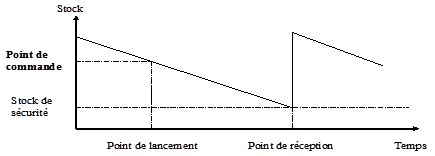 Stock
Point de
commande
Stock de
sécurité
Point de lancement
Point de réception
Temps